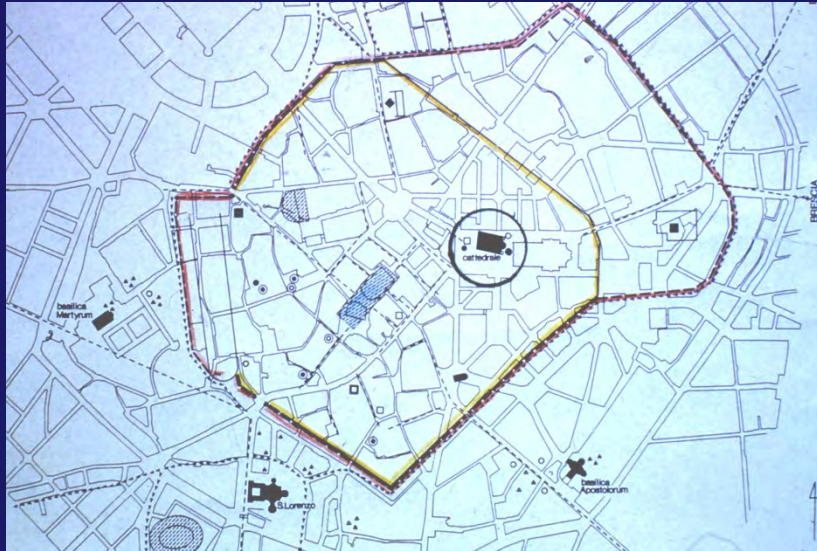 BRESCIA
cattedrale
basilica
Martyrum
basilica
Apostolorum
S.Lorenzo